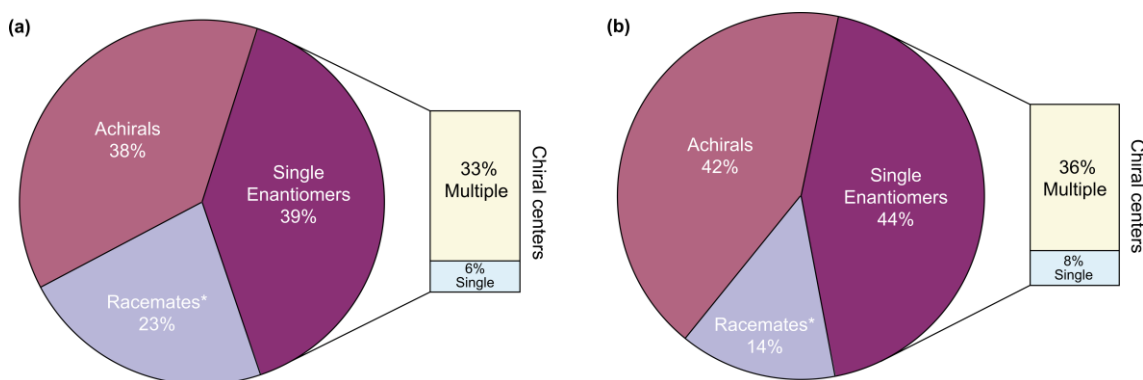 (a)
Achirals
38%
Single
Enantiomers
39%
Racemates*
23%
33%
Multiple
6%
Single
Chiral centers
(b)
Achirals
42%
Single
Enantiomers
44%
Racemates*
14%
36%
Multiple
8%
Single
Chiral centers